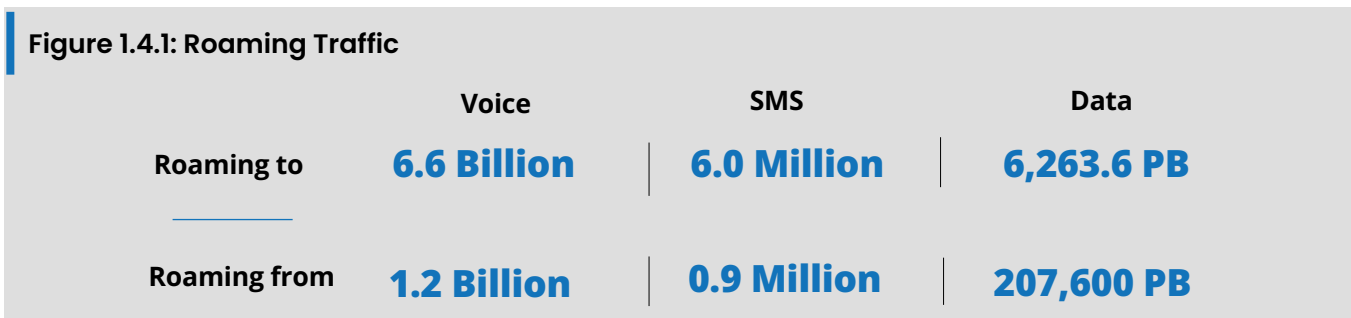 Figure 1.4.1: Roaming Traffic
Voice SMS Data
Roaming to 6.6 Billion 6.0 Million 6,263.6 PB
Roaming from 1.2 Billion 0.9 Million 207,600 PB